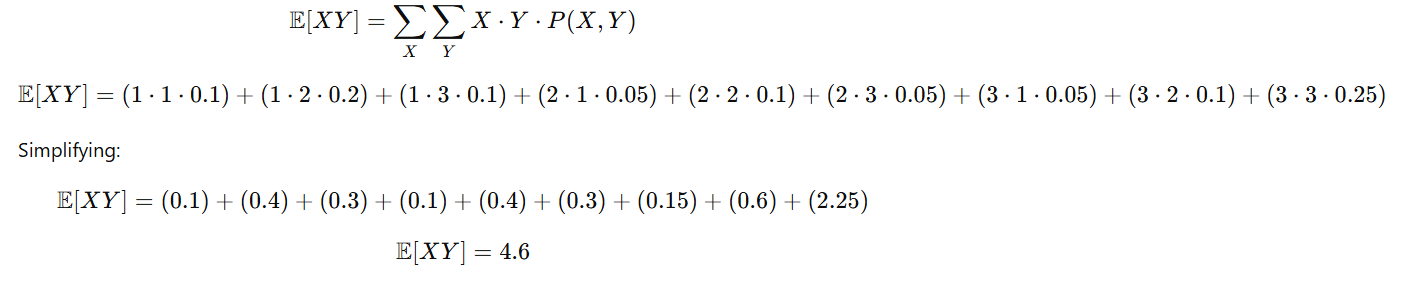 𝔼[XY] = ∑_X ∑_Y X · Y · P(X, Y)
𝔼[XY] = (1 · 1 · 0.1) + (1 · 2 · 0.2) + (1 · 3 · 0.1) + (2 · 1 · 0.05) + (2 · 2 · 0.1) + (2 · 3 · 0.05) + (3 · 1 · 0.05) + (3 · 2 · 0.1) + (3 · 3 · 0.25)
Simplifying:
𝔼[XY] = (0.1) + (0.4) + (0.3) + (0.1) + (0.4) + (0.3) + (0.15) + (0.6) + (2.25)
𝔼[XY] = 4.6